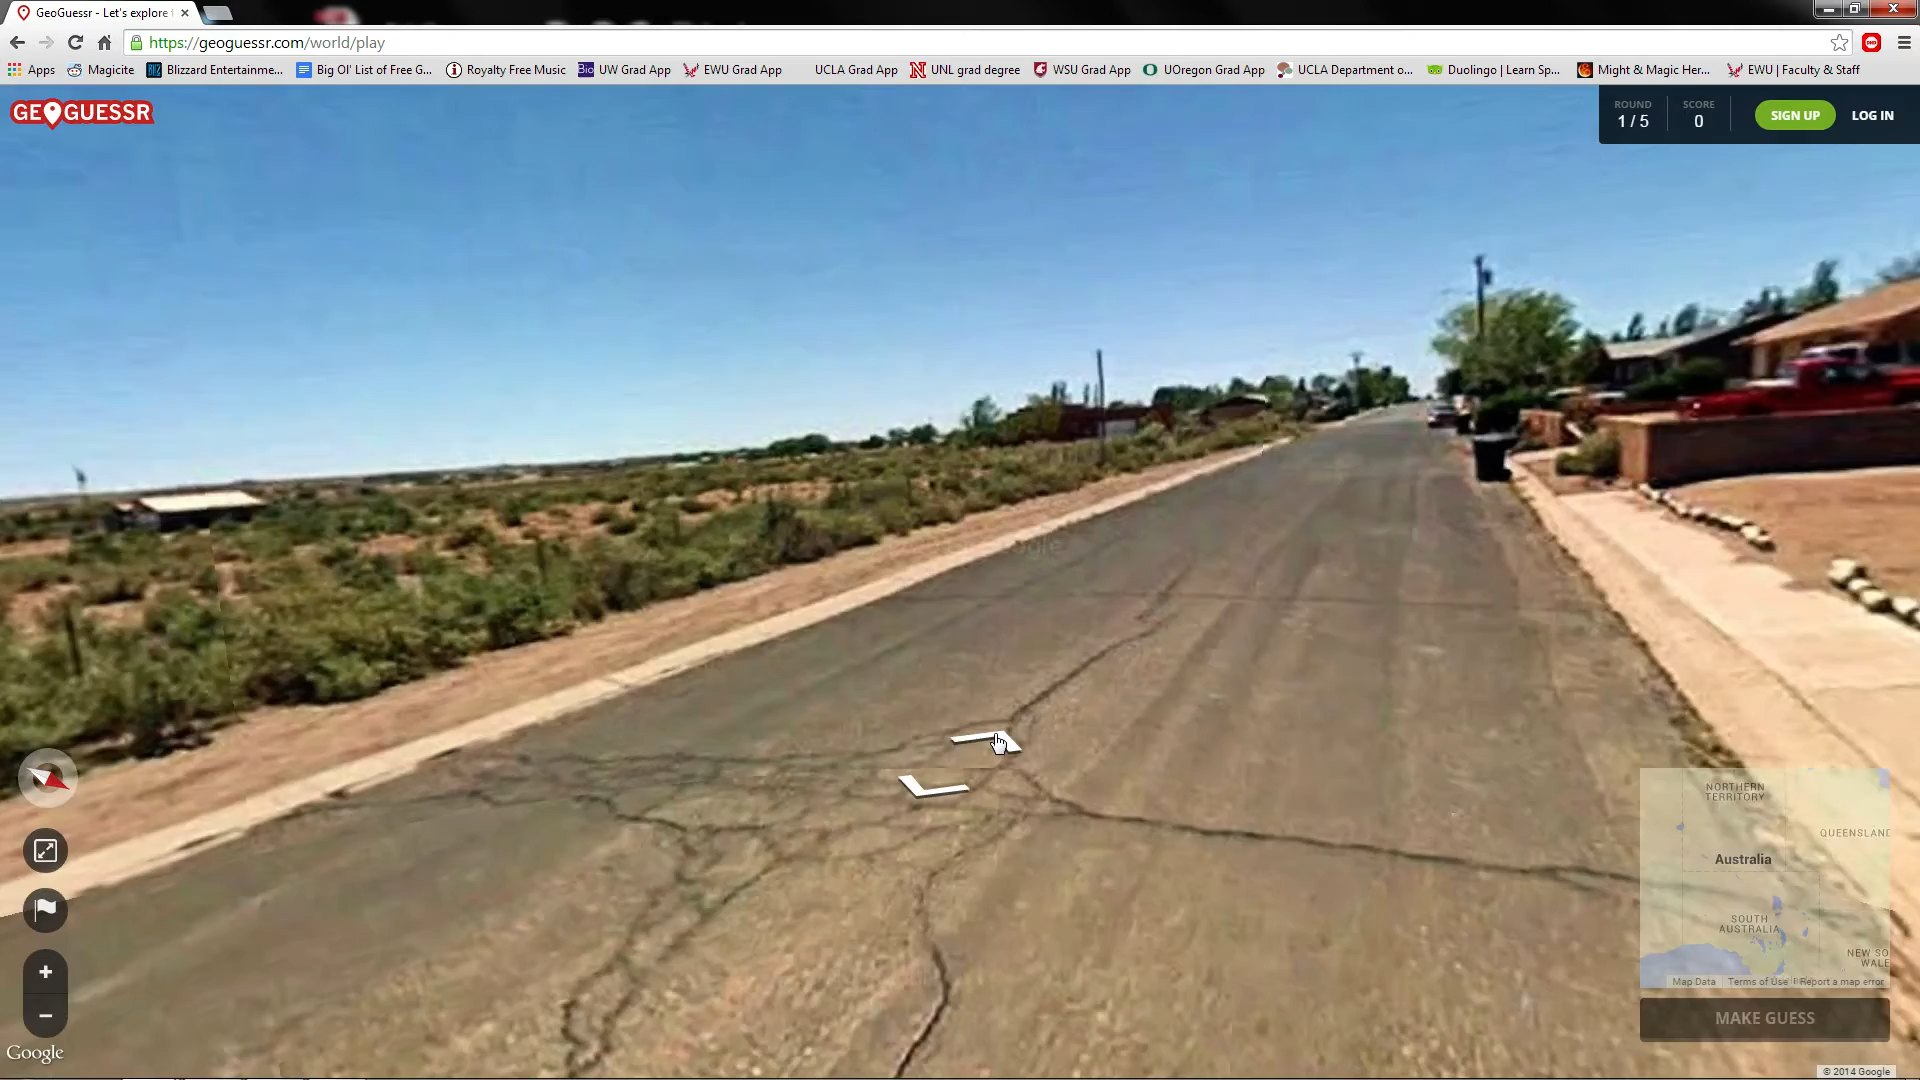 GeoGuessr - Let's explore
https://geoguessr.com/world/play
Apps Magicite Blizzard Entertainme... Big Ol' List of Free G... Royalty Free Music UW Grad App EWU Grad App UCLA Grad App UNL grad degree WSU Grad App UOregon Grad App UCLA Department o... Duolingo | Learn Sp... Might & Magic Her... EWU | Faculty & Staff
GEOGUESSR
ROUND
1 / 5
SCORE
0
SIGN UP
LOG IN
NORTHERN
TERRITORY
QUEENSLAND
Australia
SOUTH
AUSTRALIA
NEW SO
WALE
Map Data Terms of Use Report a map error
MAKE GUESS
Google
© 2014 Google